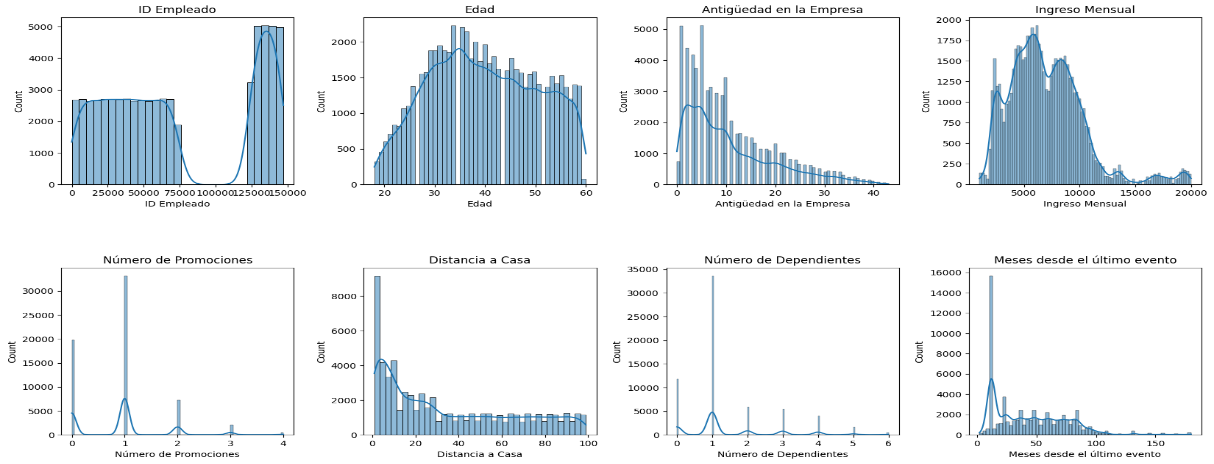 ID Empleado
Edad
Antigüedad en la Empresa
Ingreso Mensual
5000
4000
3000
2000
1000
0
Count
0 25000 50000 75000 100000 125000 150000
ID Empleado
2000
1500
1000
500
0
Count
20 30 40 50 60
Edad
5000
4000
3000
2000
1000
0
Count
0 10 20 30 40
Antigüedad en la Empresa
2000
1750
1500
1250
1000
750
500
250
0
Count
5000 10000 15000 20000
Ingreso Mensual
Número de Promociones
Distancia a Casa
Número de Dependientes
Meses desde el último evento
30000
25000
20000
15000
10000
5000
0
Count
0 1 2 3 4
Número de Promociones
8000
6000
4000
2000
0
Count
0 20 40 60 80 100
Distancia a Casa
35000
30000
25000
20000
15000
10000
5000
0
Count
0 1 2 3 4 5 6
Número de Dependientes
16000
14000
12000
10000
8000
6000
4000
2000
0
Count
0 50 100 150
Meses desde el último evento